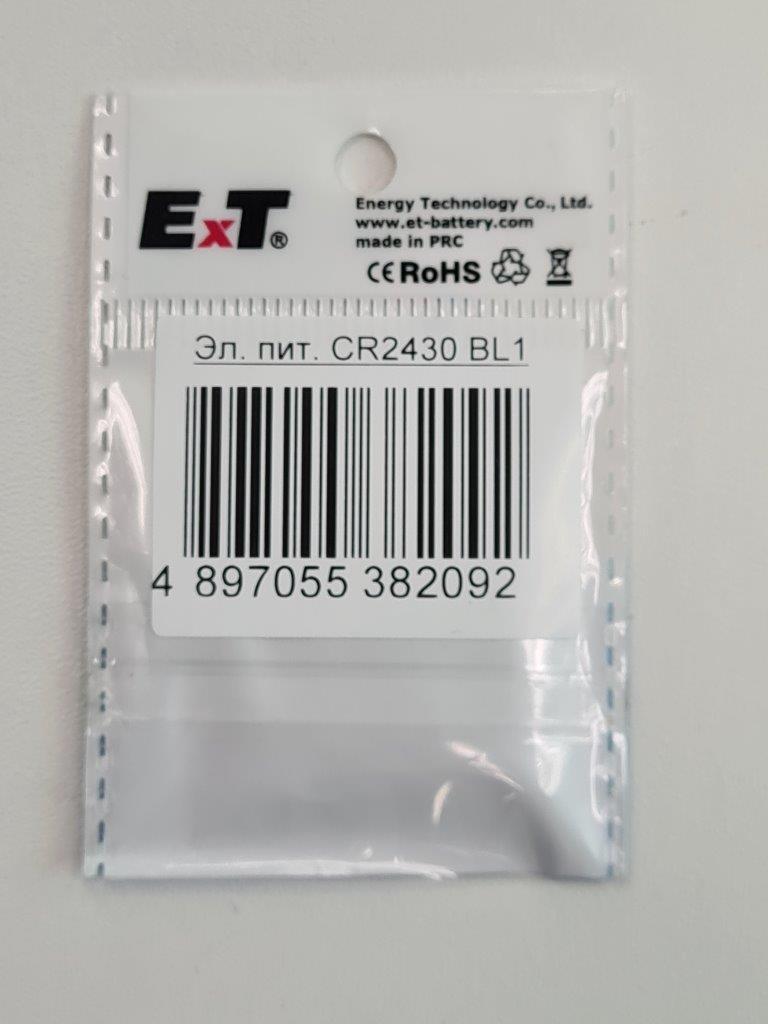 ExT®
Energy Technology Co., Ltd.
www.et-battery.com
made in PRC
CE RoHS
Эл. пит. CR2430 BL1
4 897055 382092